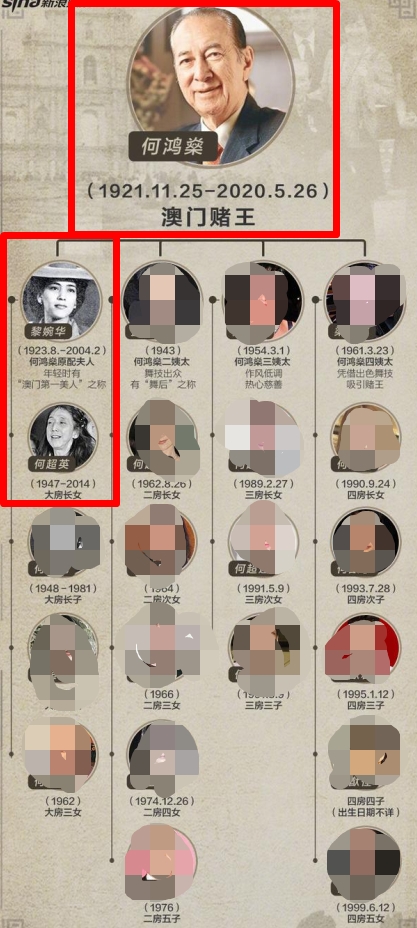 sina新浪
何鸿燊
（1921.11.25-2020.5.26）
澳门赌王
黎婉华
（1923.8.-2004.2）
何鸿燊原配夫人
年轻时有
“澳门第一美人”之称
（1943）
何鸿燊二姨太
舞技出众
有“舞后”之称
（1954.3.1）
何鸿燊三姨太
作风低调
热心慈善
（1961.3.23）
何鸿燊四姨太
凭借出色舞技
吸引赌王
何超英
（1947-2014）
大房长女
（1962.8.26）
二房长女
（1989.2.27）
三房长女
（1990.9.24）
四房长女
（1948-1981）
大房长子
二房次女
何超
（1991.5.9）
三房次女
（1993.7.28）
四房次子
（1966）
二房三女
三房三子
（1995.1.12）
四房三子
（1962）
大房三女
（1974.12.26）
二房四女
四房四子
（出生日期不详）
（1976）
二房五子
（1999.6.12）
四房五女